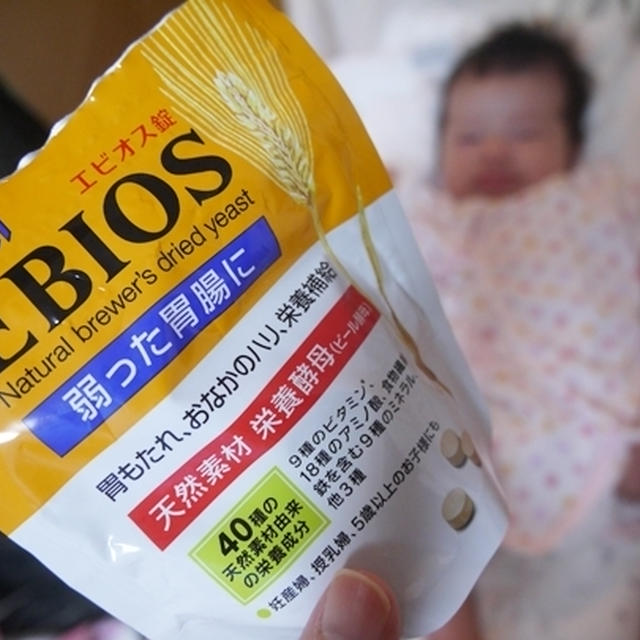 エビオス錠
EBIOS
Natural brewer's dried yeast
弱った胃腸に
胃もたれ、おなかのハリ、栄養補給
天然素材 栄養酵母(ビール酵母)
9種のビタミン、
18種のアミノ酸、食物繊維
鉄を含む9種のミネラル、
他3種
40種の
天然素材由来
の栄養成分
妊産婦、授乳婦、5歳以上のお子様にも